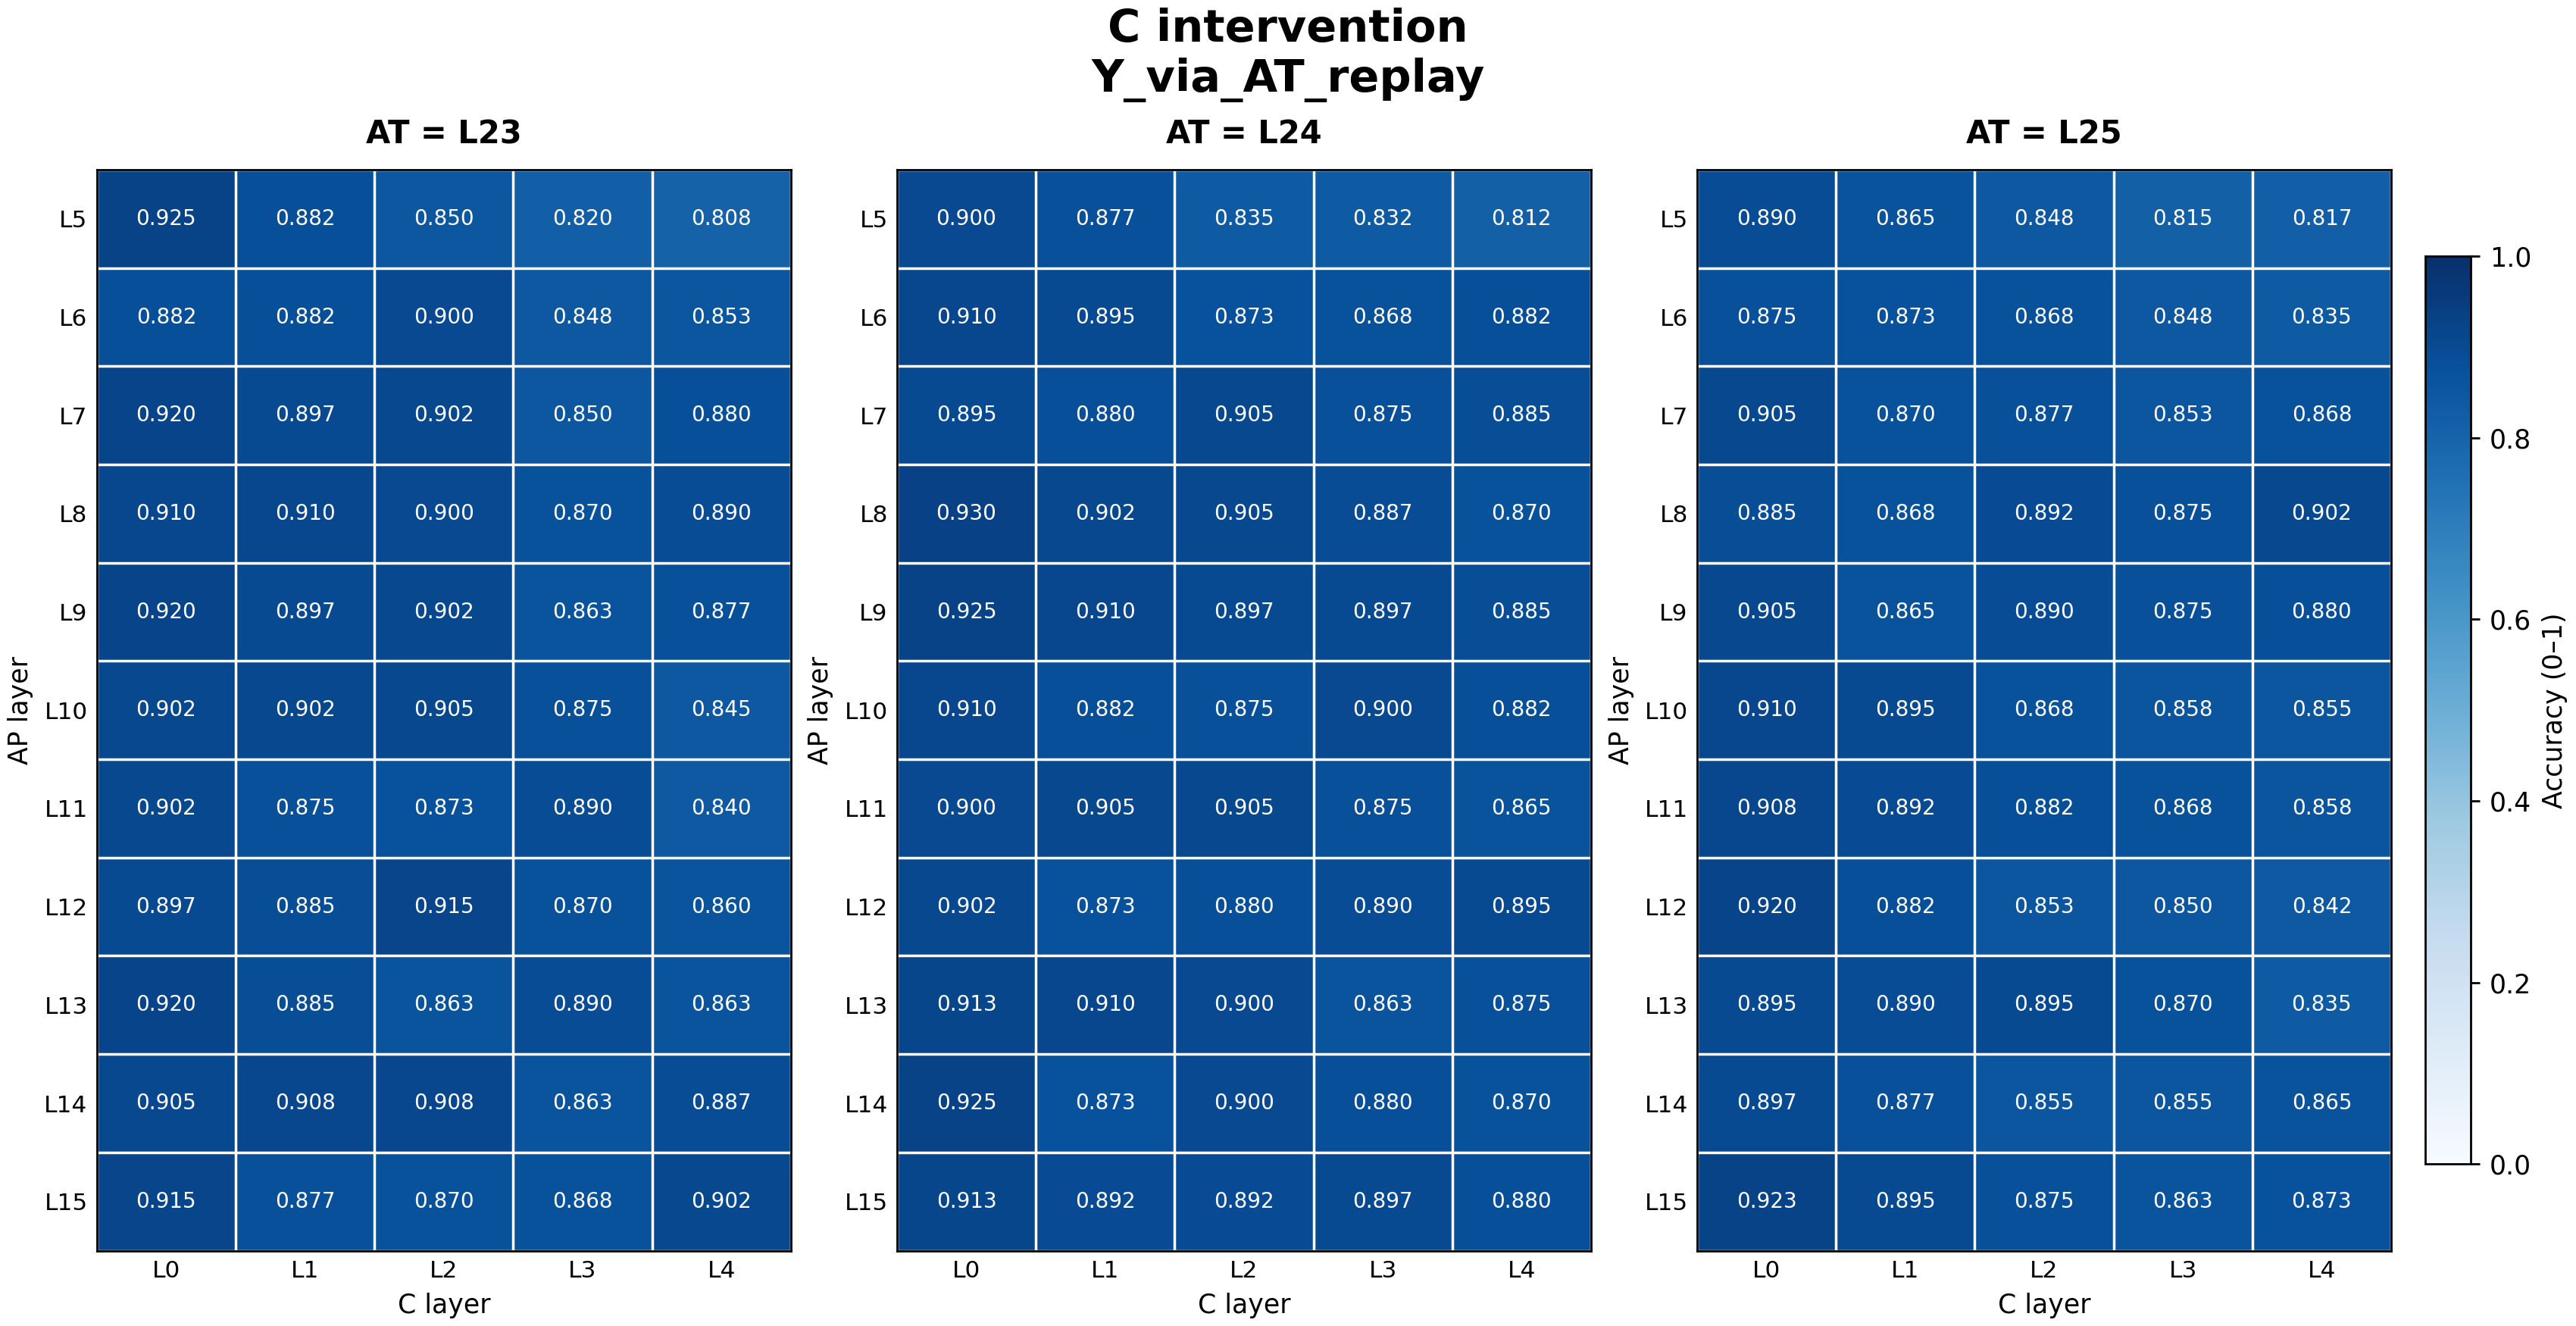 C intervention
Y_via_AT_replay
AT = L23
AP layer
L5 0.925 0.882 0.850 0.820 0.808
L6 0.882 0.882 0.900 0.848 0.853
L7 0.920 0.897 0.902 0.850 0.880
L8 0.910 0.910 0.900 0.870 0.890
L9 0.920 0.897 0.902 0.863 0.877
L10 0.902 0.902 0.905 0.875 0.845
L11 0.902 0.875 0.873 0.890 0.840
L12 0.897 0.885 0.915 0.870 0.860
L13 0.920 0.885 0.863 0.890 0.863
L14 0.905 0.908 0.908 0.863 0.887
L15 0.915 0.877 0.870 0.868 0.902
L0 L1 L2 L3 L4
C layer
AT = L24
AP layer
L5 0.900 0.877 0.835 0.832 0.812
L6 0.910 0.895 0.873 0.868 0.882
L7 0.895 0.880 0.905 0.875 0.885
L8 0.930 0.902 0.905 0.887 0.870
L9 0.925 0.910 0.897 0.897 0.885
L10 0.910 0.882 0.875 0.900 0.882
L11 0.900 0.905 0.905 0.875 0.865
L12 0.902 0.873 0.880 0.890 0.895
L13 0.913 0.910 0.900 0.863 0.875
L14 0.925 0.873 0.900 0.880 0.870
L15 0.913 0.892 0.892 0.897 0.880
L0 L1 L2 L3 L4
C layer
AT = L25
AP layer
L5 0.890 0.865 0.848 0.815 0.817
L6 0.875 0.873 0.868 0.848 0.835
L7 0.905 0.870 0.877 0.853 0.868
L8 0.885 0.868 0.892 0.875 0.902
L9 0.905 0.865 0.890 0.875 0.880
L10 0.910 0.895 0.868 0.858 0.855
L11 0.908 0.892 0.882 0.868 0.858
L12 0.920 0.882 0.853 0.850 0.842
L13 0.895 0.890 0.895 0.870 0.835
L14 0.897 0.877 0.855 0.855 0.865
L15 0.923 0.895 0.875 0.863 0.873
L0 L1 L2 L3 L4
C layer
1.0
0.8
0.6
0.4
0.2
0.0
Accuracy (0–1)